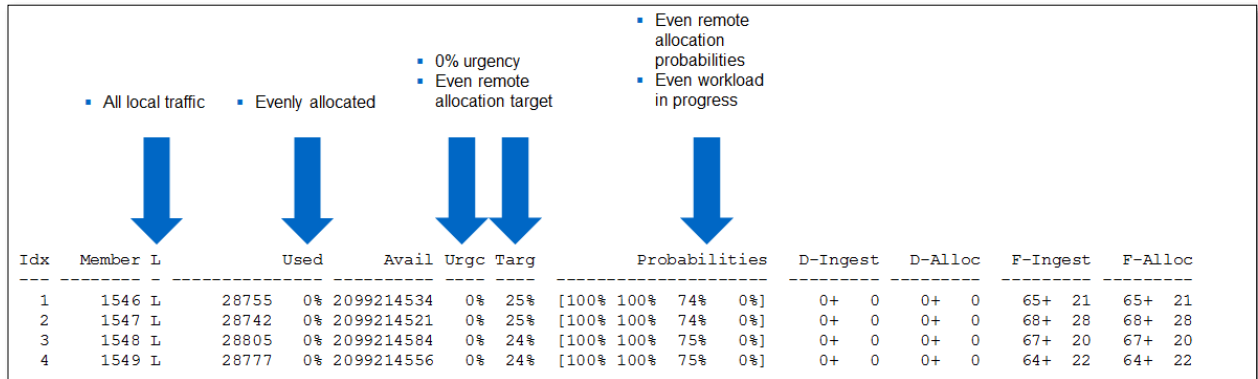 ▪ Even remote
allocation
probabilities
▪ Even workload
in progress
▪ 0% urgency
▪ Even remote
allocation target
▪ All local traffic
▪ Evenly allocated
Idx Member L Used Avail Urgc Targ Probabilities D-Ingest D-Alloc F-Ingest F-Alloc
--- -------- - -------------------- ---------- ---- ---- --------------------- --------- --------- --------- ---------
1 1546 L 28755 0% 2099214534 0% 25% [100% 100% 74% 0%] 0+ 0 0+ 0 65+ 21 65+ 21
2 1547 L 28742 0% 2099214521 0% 25% [100% 100% 74% 0%] 0+ 0 0+ 0 68+ 28 68+ 28
3 1548 L 28805 0% 2099214584 0% 24% [100% 100% 75% 0%] 0+ 0 0+ 0 67+ 20 67+ 20
4 1549 L 28777 0% 2099214556 0% 24% [100% 100% 75% 0%] 0+ 0 0+ 0 64+ 22 64+ 22